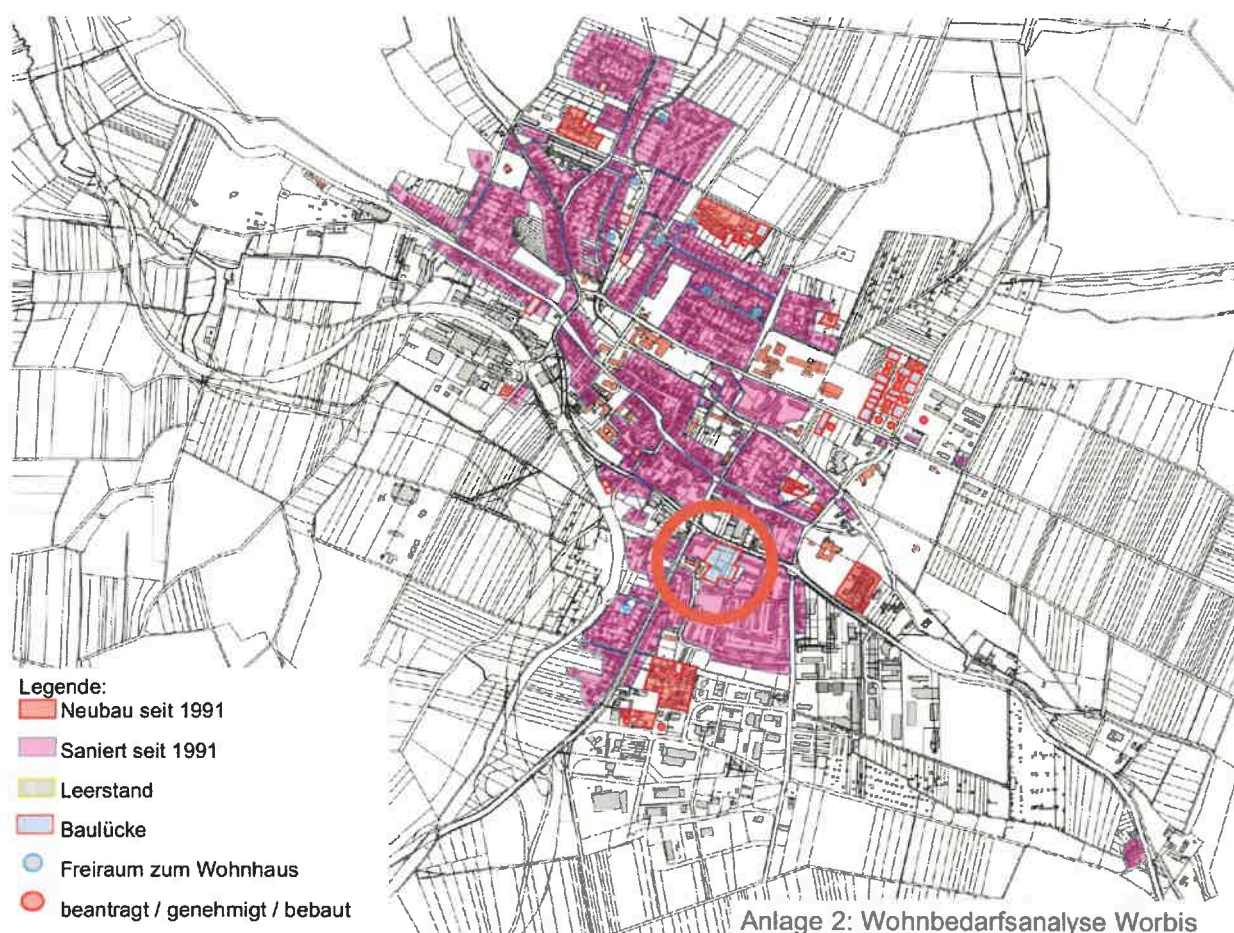 Legende:
Neubau seit 1991
Saniert seit 1991
Leerstand
Baulücke
Freiraum zum Wohnhaus
beantragt / genehmigt / bebaut
Anlage 2: Wohnbedarfsanalyse Worbis